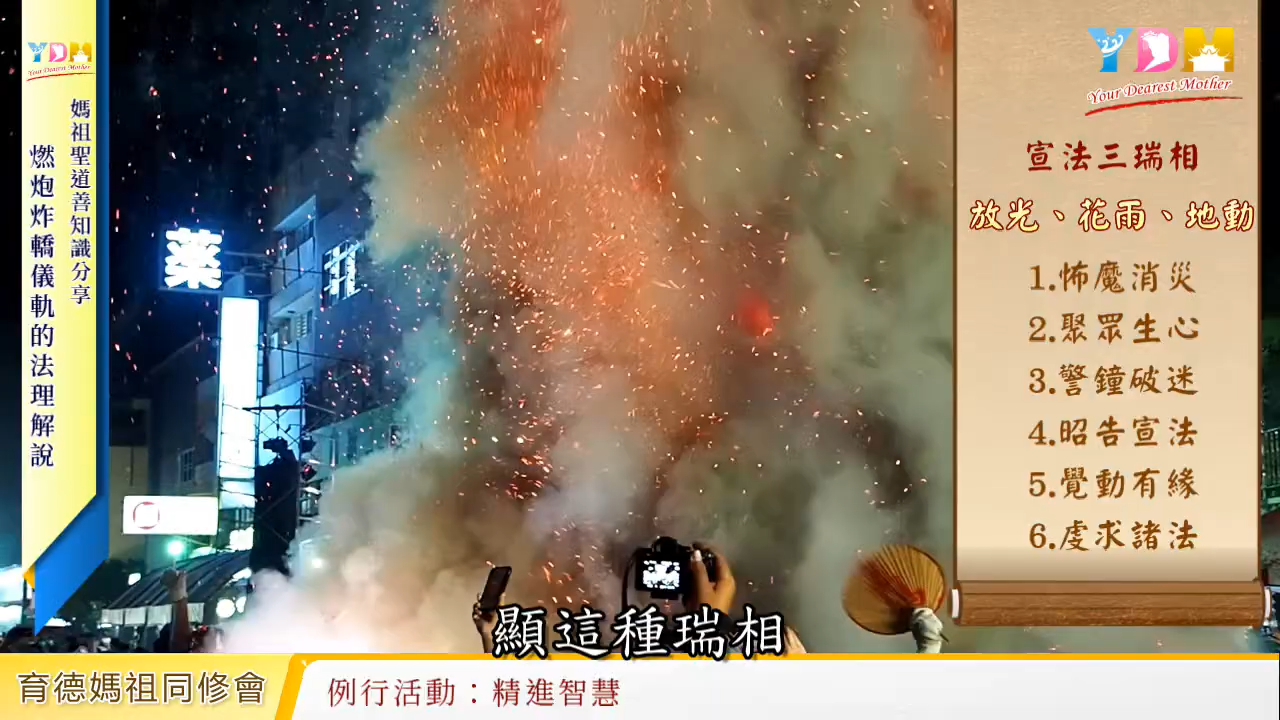 YDM
Your Dearest Mother
媽祖聖道善知識分享
燃炮炸轎儀軌的法理解說
藥
YDM
Your Dearest Mother
宣法三瑞相
放光、花雨、地動
1.怖魔消災
2.聚眾生心
3.警鐘破迷
4.昭告宣法
5.覺動有緣
6.虔求諸法
顯這種瑞相
育德媽祖同修會
例行活動：精進智慧